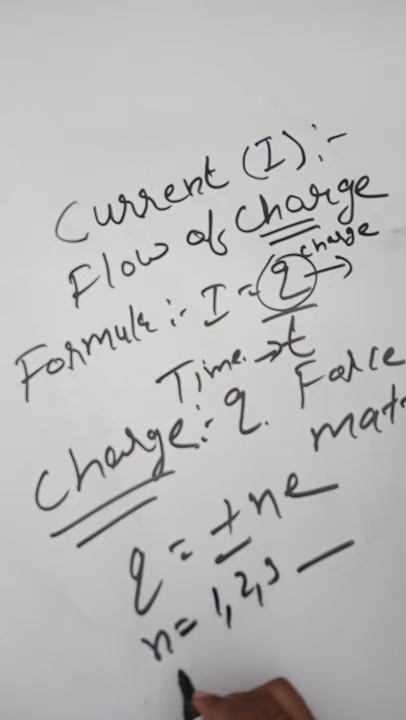 Current (I):-
Flow of Charge
Formula:- I = q → charge
Time → t
Charge:- q. Force
mat
q = ±ne
n = 1,2,3 —